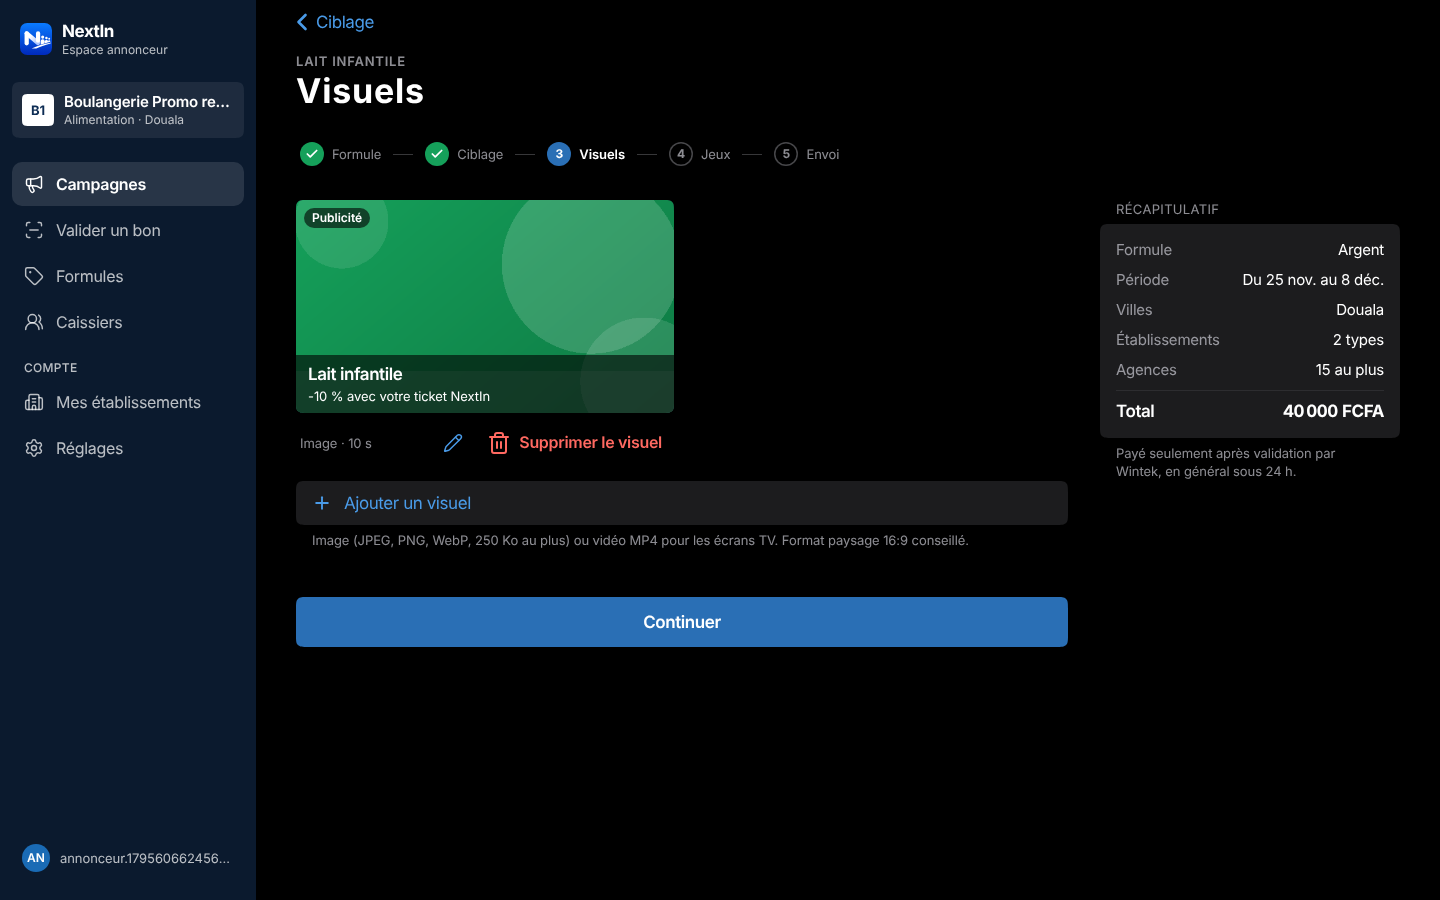 NextIn
Espace annonceur
B1
Boulangerie Promo re...
Alimentation · Douala
Campagnes
Valider un bon
Formules
Caissiers
COMPTE
Mes établissements
Réglages
AN
annonceur.179560662456...
Ciblage
LAIT INFANTILE
Visuels
Formule
Ciblage
3 Visuels
4 Jeux
5 Envoi
Publicité
Lait infantile
-10 % avec votre ticket NextIn
Image · 10 s
Supprimer le visuel
Ajouter un visuel
Image (JPEG, PNG, WebP, 250 Ko au plus) ou vidéo MP4 pour les écrans TV. Format paysage 16:9 conseillé.
Continuer
RÉCAPITULATIF
Formule Argent
Période Du 25 nov. au 8 déc.
Villes Douala
Établissements 2 types
Agences 15 au plus
Total 40 000 FCFA
Payé seulement après validation par
Wintek, en général sous 24 h.